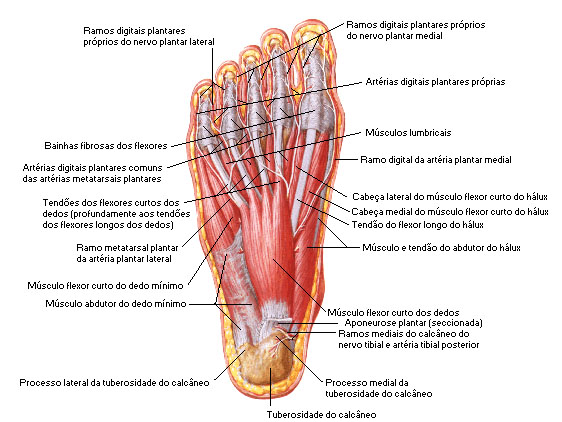 Ramos digitais plantares
próprios do nervo plantar lateral
Ramos digitais plantares próprios
do nervo plantar medial
Artérias digitais plantares próprias
Bainhas fibrosas dos flexores
Músculos lumbricais
Artérias digitais plantares comuns
das artérias metatarsais plantares
Ramo digital da artéria plantar medial
Tendões dos flexores curtos dos
dedos (profundamente aos tendões
dos flexores longos dos dedos)
Cabeça lateral do músculo flexor curto do hálux
Cabeça medial do músculo flexor curto do hálux
Tendão do flexor longo do hálux
Ramo metatarsal plantar
da artéria plantar lateral
Músculo e tendão do abdutor do hálux
Músculo flexor curto do dedo mínimo
Músculo abdutor do dedo mínimo
Músculo flexor curto dos dedos
Aponeurose plantar (seccionada)
Ramos mediais do calcâneo do
nervo tibial e artéria tibial posterior
Processo lateral da tuberosidade do calcâneo
Processo medial da
tuberosidade do calcâneo
Tuberosidade do calcâneo